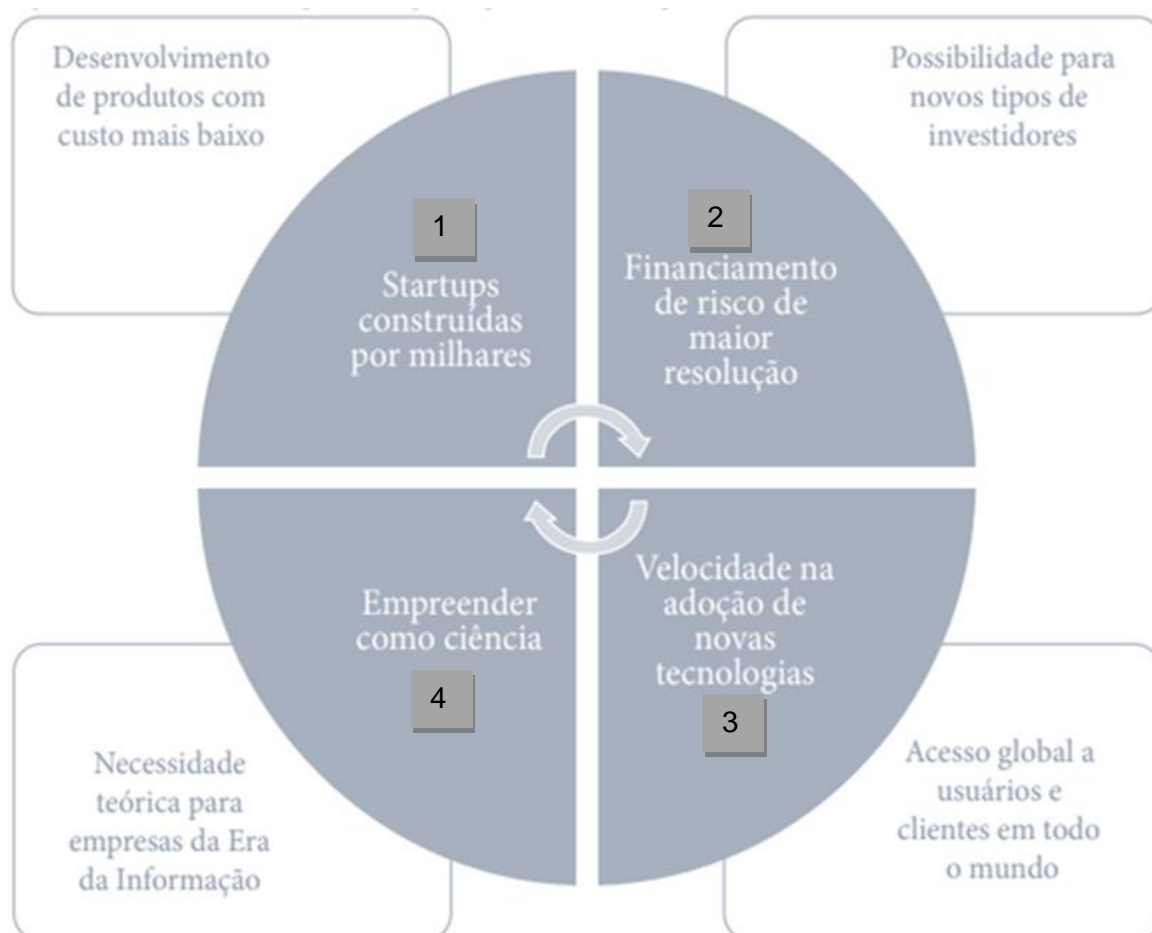 Desenvolvimento
de produtos com
custo mais baixo
Possibilidade para
novos tipos de
investidores
1
Startups
construídas
por milhares
2
Financiamento
de risco de
maior
resolução
Empreender
como ciência
4
Velocidade na
adoção de
novas
tecnologias
3
Necessidade
teórica para
empresas da Era
da Informação
Acesso global a
usuários e
clientes em todo
o mundo